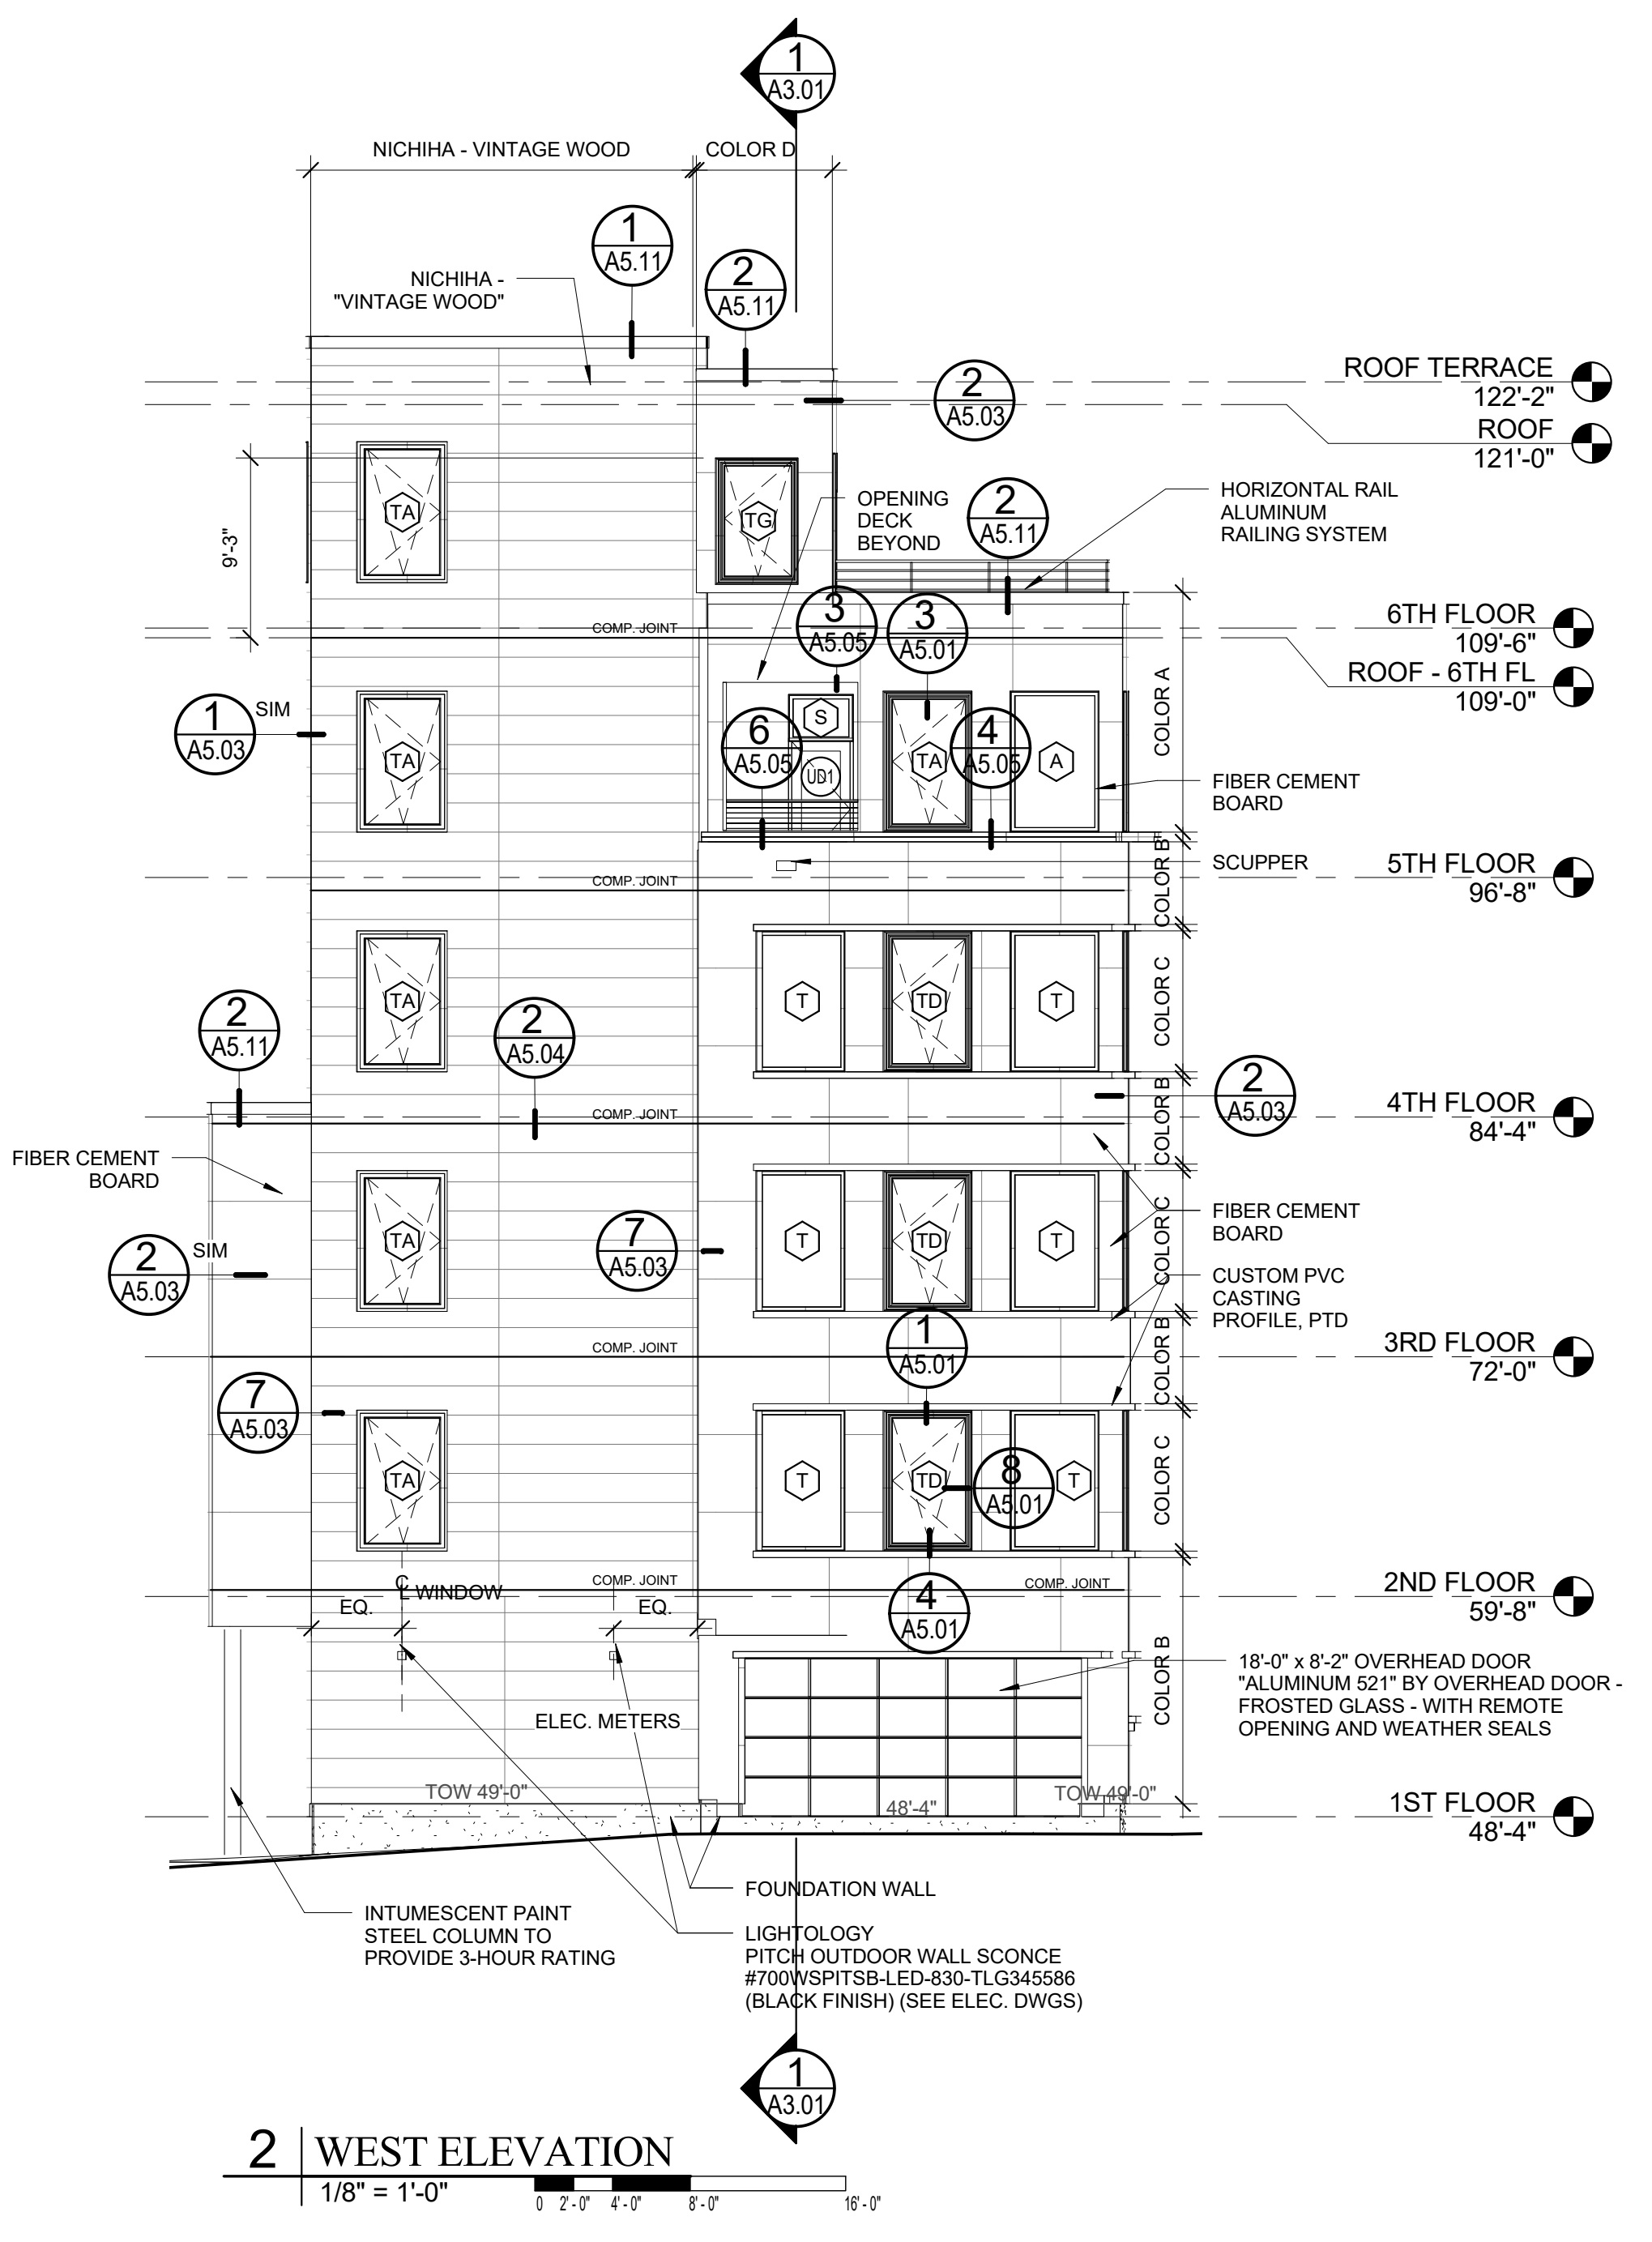 1
A3.01
NICHIHA - VINTAGE WOOD
COLOR D
1
A5.11
2
A5.11
NICHIHA -
"VINTAGE WOOD"
ROOF TERRACE
122'-2"
2
A5.03
ROOF
121'-0"
9'-3"
TA
TG
OPENING
DECK
BEYOND
2
A5.11
HORIZONTAL RAIL
ALUMINUM
RAILING SYSTEM
COMP. JOINT
3
A5.05
3
A5.01
6TH FLOOR
109'-6"
ROOF - 6TH FL
109'-0"
COLOR A
1
A5.03
SIM
TA
6
A5.05
S
UD1
TA
4
A5.05
A
FIBER CEMENT
BOARD
SCUPPER
COLOR B
5TH FLOOR
96'-8"
COMP. JOINT
TA
T
TD
T
COLOR C
2
A5.11
2
A5.04
COMP. JOINT
2
A5.03
COLOR B
4TH FLOOR
84'-4"
FIBER CEMENT
BOARD
2
A5.03
SIM
TA
7
A5.03
T
TD
T
COLOR C
FIBER CEMENT
BOARD
CUSTOM PVC
CASTING
PROFILE, PTD
COMP. JOINT
1
A5.01
COLOR B
3RD FLOOR
72'-0"
7
A5.03
TA
T
TD
8
A5.01
T
COLOR C
CL WINDOW
EQ.
COMP. JOINT
EQ.
4
A5.01
COMP. JOINT
2ND FLOOR
59'-8"
COLOR B
18'-0" x 8'-2" OVERHEAD DOOR
"ALUMINUM 521" BY OVERHEAD DOOR -
FROSTED GLASS - WITH REMOTE
OPENING AND WEATHER SEALS
ELEC. METERS
TOW 49'-0"
48'-4"
TOW 49'-0"
1ST FLOOR
48'-4"
FOUNDATION WALL
INTUMESCENT PAINT
STEEL COLUMN TO
PROVIDE 3-HOUR RATING
LIGHTOLOGY
PITCH OUTDOOR WALL SCONCE
#700WSPITSB-LED-830-TLG345586
(BLACK FINISH) (SEE ELEC. DWGS)
1
A3.01
2
WEST ELEVATION
1/8" = 1'-0"
0 2'-0" 4'-0" 8'-0" 16'-0"